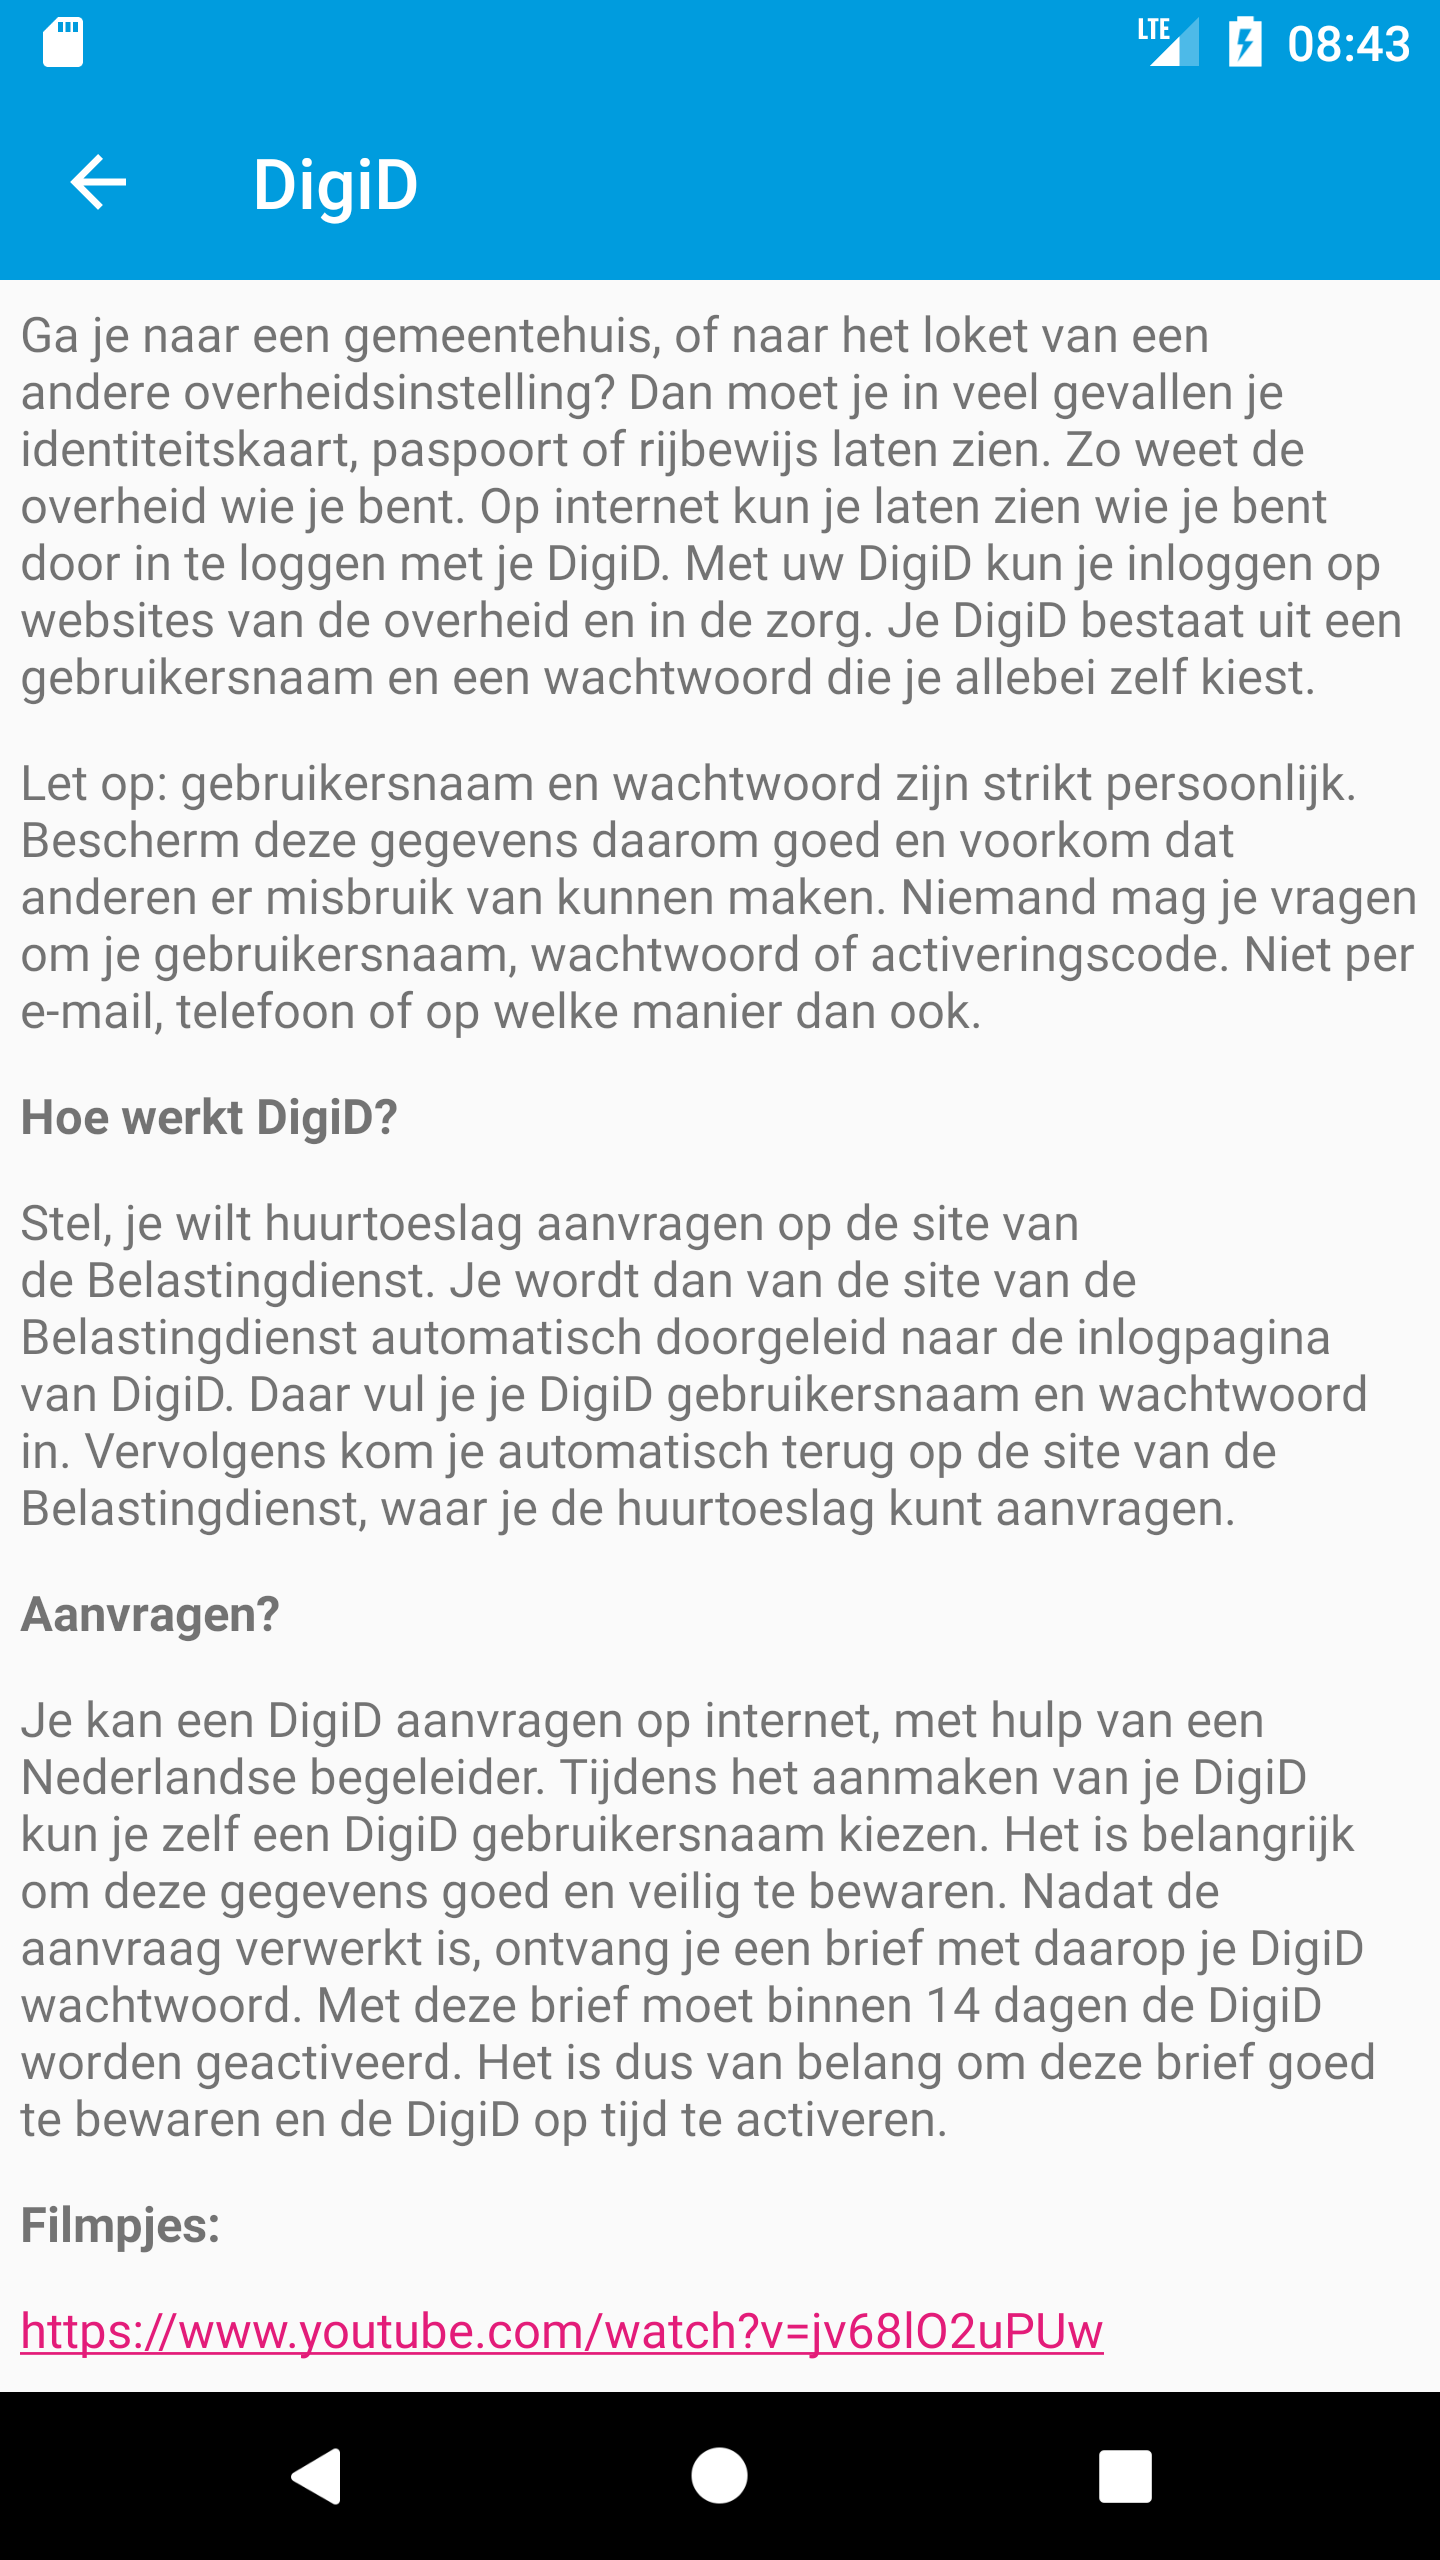 LTE 08:43
DigiD
Ga je naar een gemeentehuis, of naar het loket van een
andere overheidsinstelling? Dan moet je in veel gevallen je
identiteitskaart, paspoort of rijbewijs laten zien. Zo weet de
overheid wie je bent. Op internet kun je laten zien wie je bent
door in te loggen met je DigiD. Met uw DigiD kun je inloggen op
websites van de overheid en in de zorg. Je DigiD bestaat uit een
gebruikersnaam en een wachtwoord die je allebei zelf kiest.
Let op: gebruikersnaam en wachtwoord zijn strikt persoonlijk.
Bescherm deze gegevens daarom goed en voorkom dat
anderen er misbruik van kunnen maken. Niemand mag je vragen
om je gebruikersnaam, wachtwoord of activeringscode. Niet per
e-mail, telefoon of op welke manier dan ook.
Hoe werkt DigiD?
Stel, je wilt huurtoeslag aanvragen op de site van
de Belastingdienst. Je wordt dan van de site van de
Belastingdienst automatisch doorgeleid naar de inlogpagina
van DigiD. Daar vul je je DigiD gebruikersnaam en wachtwoord
in. Vervolgens kom je automatisch terug op de site van de
Belastingdienst, waar je de huurtoeslag kunt aanvragen.
Aanvragen?
Je kan een DigiD aanvragen op internet, met hulp van een
Nederlandse begeleider. Tijdens het aanmaken van je DigiD
kun je zelf een DigiD gebruikersnaam kiezen. Het is belangrijk
om deze gegevens goed en veilig te bewaren. Nadat de
aanvraag verwerkt is, ontvang je een brief met daarop je DigiD
wachtwoord. Met deze brief moet binnen 14 dagen de DigiD
worden geactiveerd. Het is dus van belang om deze brief goed
te bewaren en de DigiD op tijd te activeren.
Filmpjes:
https://www.youtube.com/watch?v=jv68lO2uPUw